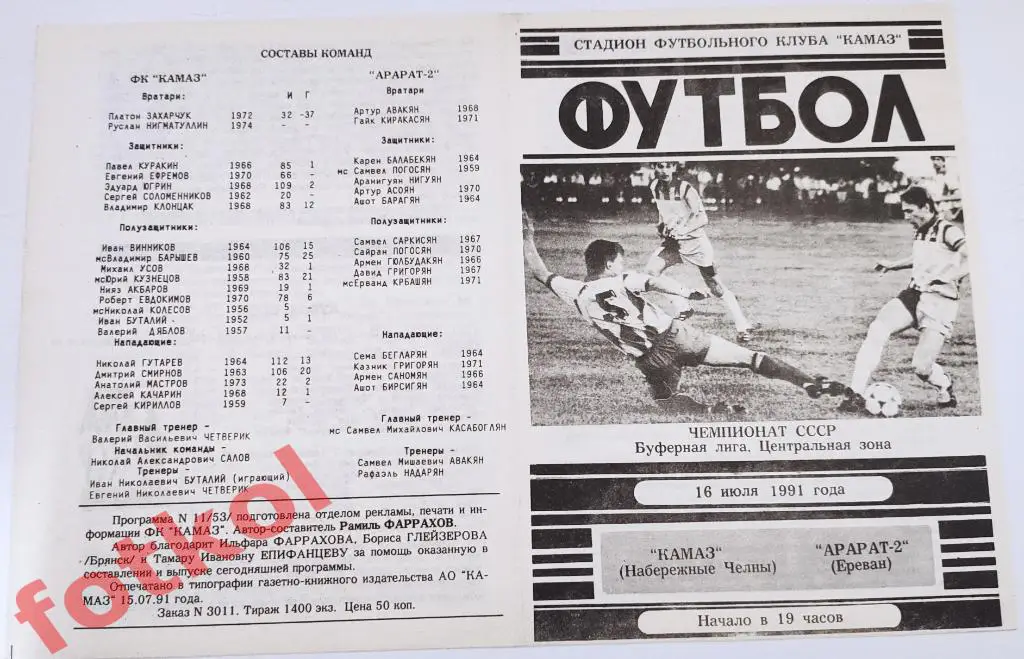 СОСТАВЫ КОМАНД
ФК "КАМАЗ"
Вратари: И Г
Платон ЗАХАРЧУК 1972 32 -37
Руслан НИГМАТУЛЛИН 1974 - -
Защитники:
Павел КУРАКИН 1966 85 1
Евгений ЕФРЕМОВ 1970 66 -
Эдуард ЮГРИН 1968 109 2
Сергей СОЛОМЕННИКОВ 1962 20 -
Владимир КЛОНЦАК 1968 83 12
Полузащитники:
Иван ВИННИКОВ 1964 106 15
мсВладимир БАРЫШЕВ 1960 75 25
Михаил УСОВ 1968 32 1
мсЮрий КУЗНЕЦОВ 1958 83 21
Нияз АКБАРОВ 1969 19 1
Роберт ЕВДОКИМОВ 1970 78 6
мсНиколай КОЛЕСОВ 1956 5 -
Иван БУТАЛИЙ 1952 5 1
Валерий ДЯБЛОВ 1957 11 -
Нападающие:
Николай ГУТАРЕВ 1964 112 13
Дмитрий СМИРНОВ 1963 106 20
Анатолий МАСТРОВ 1973 22 2
Алексей КАЧАРИН 1968 12 1
Сергей КИРИЛЛОВ 1959 7 -
Главный тренер -
Валерий Васильевич ЧЕТВЕРИК
Начальник команды -
Николай Александрович САЛОВ
Тренеры -
Иван Николаевич БУТАЛИЙ (играющий)
Евгений Николаевич ЧЕТВЕРИК
"АРАРАТ-2"
Вратари
Артур АВАКЯН 1968
Гайк КИРАКАСЯН 1971
Защитники:
Карен БАЛАБЕКЯН 1964
мс Самвел ПОГОСЯН 1959
Аранигуян НИГУЯН
Артур АСОЯН 1970
Ашот БАРАГЯН 1964
Полузащитники:
Самвел САРКИСЯН 1967
Сайран ПОГОСЯН 1970
Армен ГЮЛБУДАКЯН 1966
Давид ГРИГОРЯН 1967
мсЕрванд КРБАШЯН 1971
Нападающие:
Сема БЕГЛАРЯН 1964
Казник ГРИГОРЯН 1971
Армен САНОМЯН 1966
Ашот БИРСИГЯН 1964
Главный тренер -
мс Самвел Михайлович КАСАБОГЛЯН
Тренеры -
Самвел Мишаевич АВАКЯН
Рафаэль НАДАРЯН
Программа N 11/53/ подготовлена отделом рекламы, печати и ин-
формации ФК "КАМАЗ". Автор-составитель Рамиль ФАРРАХОВ.
Автор благодарит Ильфара ФАРРАХОВА, Бориса ГЛЕЙЗЕРОВА
/Брянск/ и Тамару Ивановну ЕПИФАНЦЕВУ за помощь оказанную в
составлении и выпуске сегодняшней программы.
Отпечатано в типографии газетно-книжного издательства АО "КА-
МАЗ" 15.07.91 года.
Заказ N 3011. Тираж 1400 экз. Цена 50 коп.
fotkol
СТАДИОН ФУТБОЛЬНОГО КЛУБА "КАМАЗ"
ФУТБОЛ
5
ЧЕМПИОНАТ СССР
Буферная лига, Центральная зона
16 июля 1991 года
"КАМАЗ" "АРАРАТ-2"
(Набережные Челны) (Ереван)
Начало в 19 часов